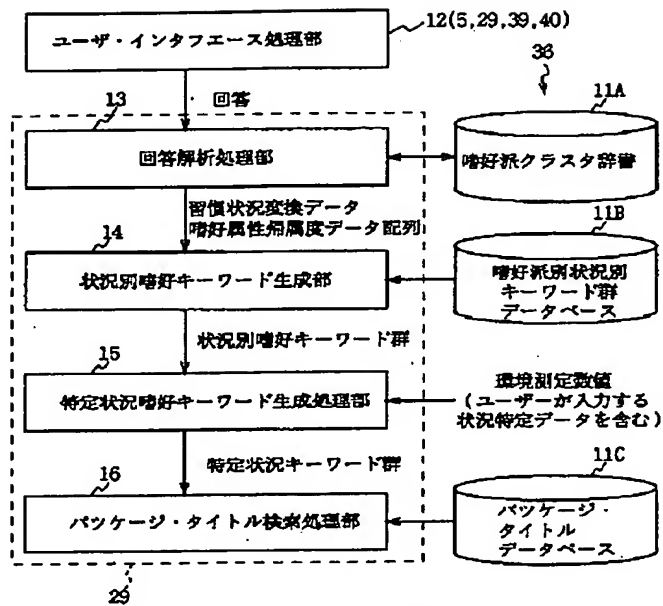 12(5,29,39,40)
ユーザ・インタフエース処理部
36
13
回答
11A
回答解析処理部
嗜好派クラスタ辞書
習慣状況変換データ
嗜好属性帰属度データ配列
14
11B
状況別嗜好キーワード生成部
嗜好派別状況別
キーワード群
データベース
状況別嗜好キーワード群
15
特定状況嗜好キーワード生成処理部
環境測定数値
(ユーザーが入力する
状況特定データを含む)
特定状況キーワード群
16
11C
パツケージ・タイトル検索処理部
パツケージ・
タイトル
データベース
29